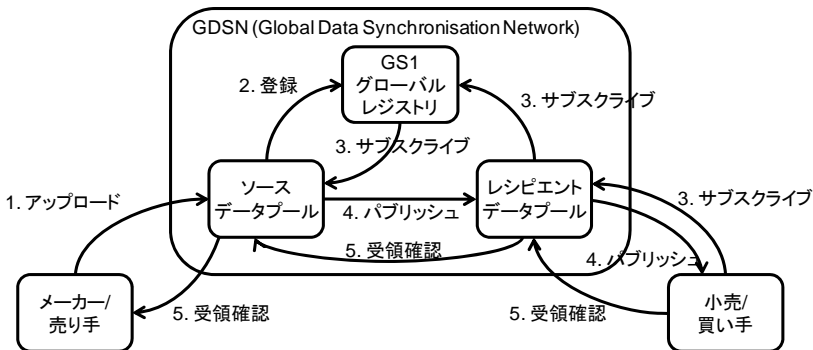 GDSN (Global Data Synchronisation Network)
GS1
グローバル
レジストリ
2. 登録
3. サブスクライブ
3. サブスクライブ
1. アップロード
ソース
データプール
4. パブリッシュ
レシピエント
データプール
3. サブスクライブ
5. 受領確認
4. パブリッシュ
メーカー/
売り手
5. 受領確認
5. 受領確認
小売/
買い手